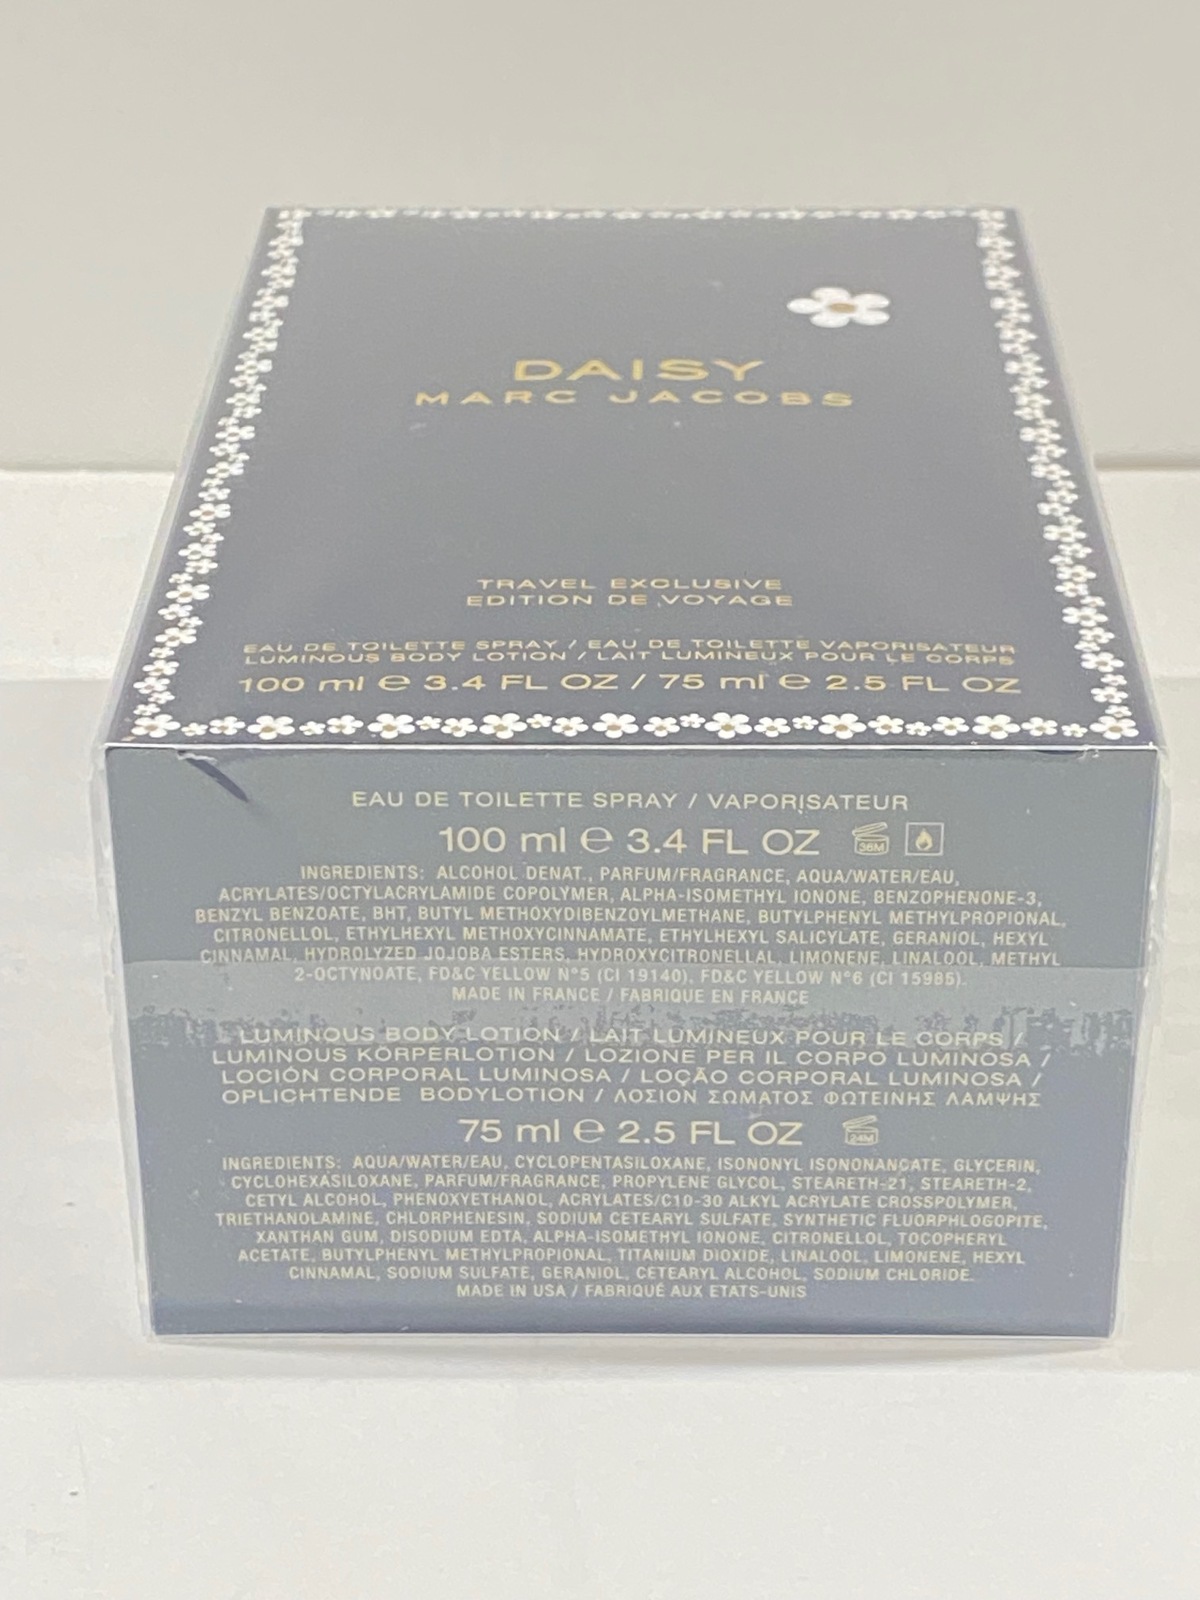 DAISY
MARC JACOBS
TRAVEL EXCLUSIVE
EDITION DE VOYAGE
EAU DE TOILETTE SPRAY / EAU DE TOILETTE VAPORISATEUR
LUMINOUS BODY LOTION / LAIT LUMINEUX POUR LE CORPS
100 ml e 3.4 FL OZ / 75 ml e 2.5 FL OZ
EAU DE TOILETTE SPRAY / VAPORISATEUR
100 ml e 3.4 FL OZ 36M
INGREDIENTS: ALCOHOL DENAT., PARFUM/FRAGRANCE, AQUA/WATER/EAU,
ACRYLATES/OCTYLACRYLAMIDE COPOLYMER, ALPHA-ISOMETHYL IONONE, BENZOPHENONE-3,
BENZYL BENZOATE, BHT, BUTYL METHOXYDIBENZOYLMETHANE, BUTYLPHENYL METHYLPROPIONAL,
CITRONELLOL, ETHYLHEXYL METHOXYCINNAMATE, ETHYLHEXYL SALICYLATE, GERANIOL, HEXYL
CINNAMAL, HYDROLYZED JOJOBA ESTERS, HYDROXYCITRONELLAL, LIMONENE, LINALOOL, METHYL
2-OCTYNOATE, FD&C YELLOW N°5 (CI 19140), FD&C YELLOW N°6 (CI 15985).
MADE IN FRANCE / FABRIQUE EN FRANCE
LUMINOUS BODY LOTION / LAIT LUMINEUX POUR LE CORPS /
LUMINOUS KÖRPERLOTION / LOZIONE PER IL CORPO LUMINOSA /
LOCIÓN CORPORAL LUMINOSA / LOÇÃO CORPORAL LUMINOSA /
OPLICHTENDE BODYLOTION / ΛΟΣΙΟΝ ΣΩΜΑΤΟΣ ΦΩΤΕΙΝΗΣ ΛΑΜΨΗΣ
75 ml e 2.5 FL OZ 24M
INGREDIENTS: AQUA/WATER/EAU, CYCLOPENTASILOXANE, ISONONYL ISONONANOATE, GLYCERIN,
CYCLOHEXASILOXANE, PARFUM/FRAGRANCE, PROPYLENE GLYCOL, STEARETH-21, STEARETH-2,
CETYL ALCOHOL, PHENOXYETHANOL, ACRYLATES/C10-30 ALKYL ACRYLATE CROSSPOLYMER,
TRIETHANOLAMINE, CHLORPHENESIN, SODIUM CETEARYL SULFATE, SYNTHETIC FLUORPHLOGOPITE,
XANTHAN GUM, DISODIUM EDTA, ALPHA-ISOMETHYL IONONE, CITRONELLOL, TOCOPHERYL
ACETATE, BUTYLPHENYL METHYLPROPIONAL, TITANIUM DIOXIDE, LINALOOL, LIMONENE, HEXYL
CINNAMAL, SODIUM SULFATE, GERANIOL, CETEARYL ALCOHOL, SODIUM CHLORIDE.
MADE IN USA / FABRIQUÉ AUX ETATS-UNIS